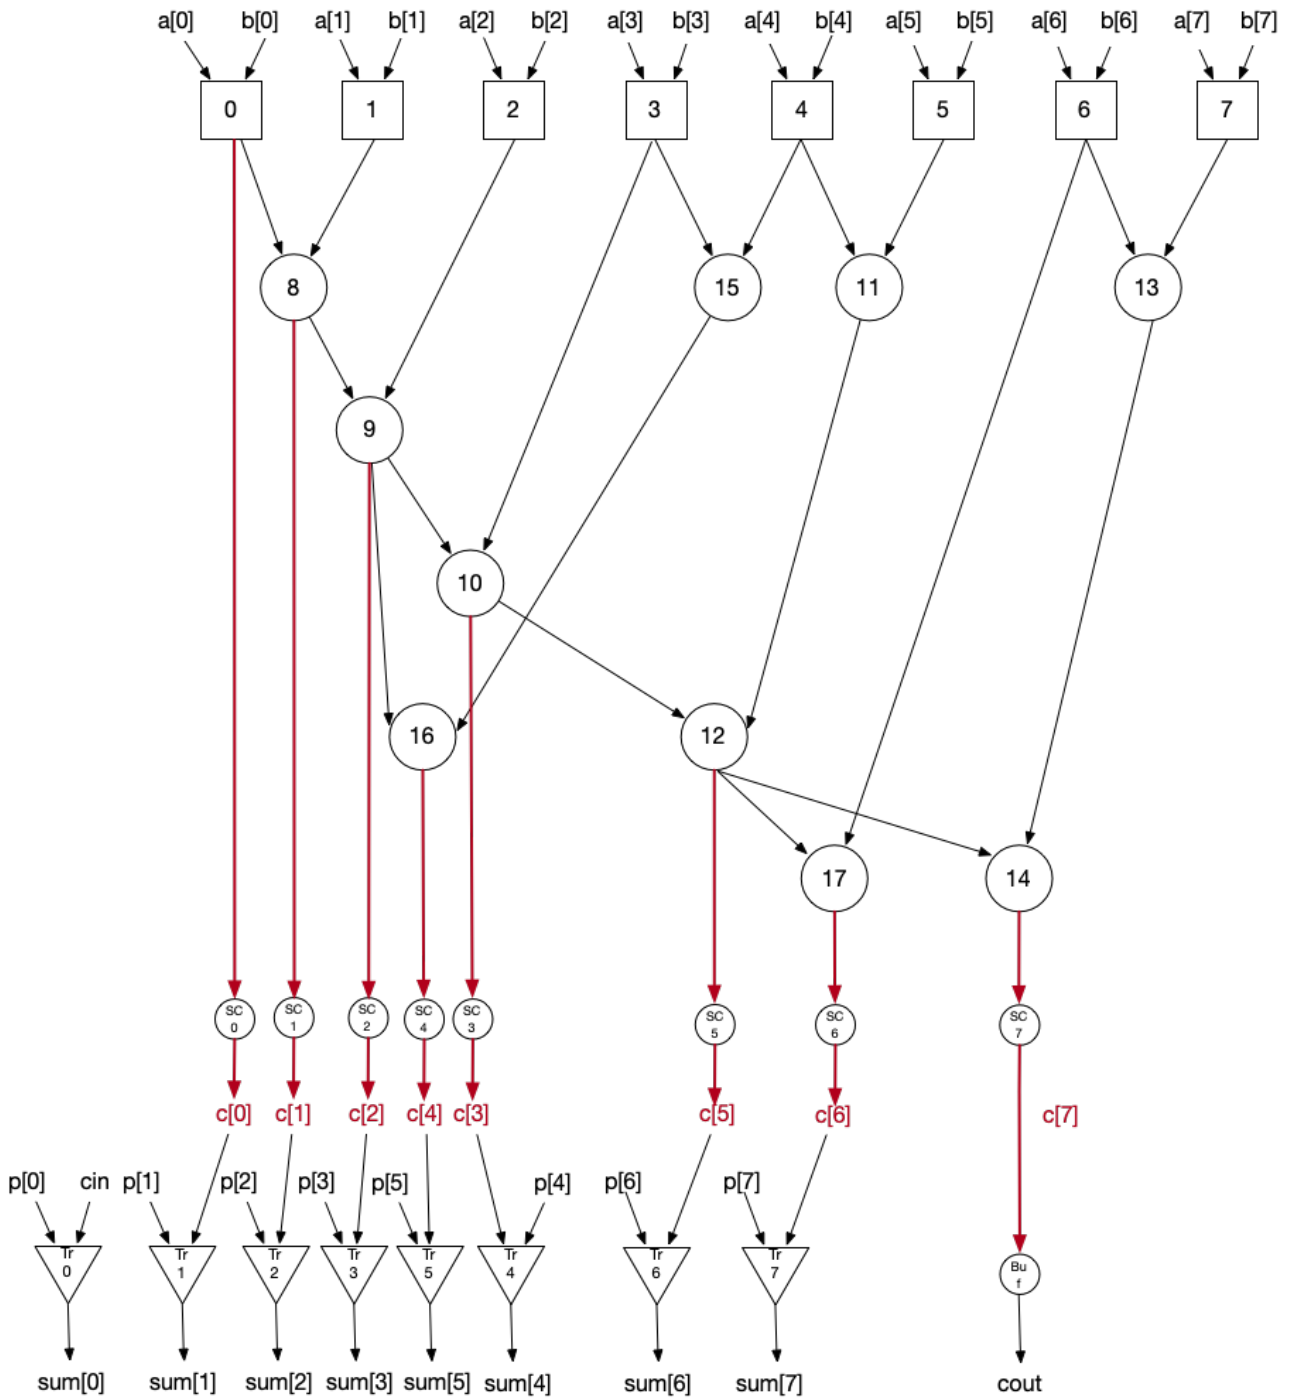 a[0] b[0] a[1] b[1] a[2] b[2] a[3] b[3] a[4] b[4] a[5] b[5] a[6] b[6] a[7] b[7]
0 1 2 3 4 5 6 7
8 15 11 13
9
10
16 12
17 14
SC 0
SC 1
SC 2
SC 4
SC 3
SC 5
SC 6
SC 7
c[0] c[1] c[2] c[4] c[3] c[5] c[6] c[7]
p[0] cin p[1] p[2] p[3] p[5] p[4] p[6] p[7]
Tr 0
Tr 1
Tr 2
Tr 3
Tr 5
Tr 4
Tr 6
Tr 7
Bu
f
sum[0] sum[1] sum[2] sum[3] sum[5] sum[4] sum[6] sum[7] cout